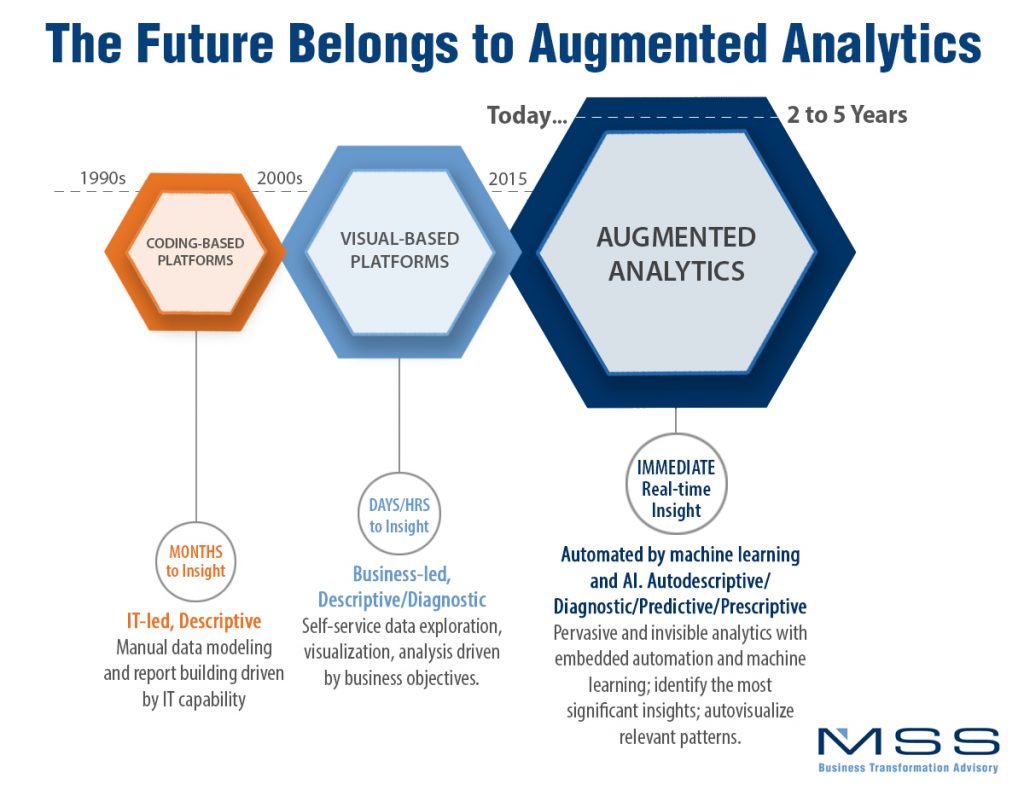 The Future Belongs to Augmented Analytics
Today...
2 to 5 Years
1990s
2000s
2015
CODING-BASED
PLATFORMS
VISUAL-BASED
PLATFORMS
AUGMENTED
ANALYTICS
MONTHS
to Insight
IT-led, Descriptive
Manual data modeling
and report building driven
by IT capability
DAYS/HRS
to Insight
Business-led,
Descriptive/Diagnostic
Self-service data exploration,
visualization, analysis driven
by business objectives.
IMMEDIATE
Real-time
Insight
Automated by machine learning
and AI. Autodescriptive/
Diagnostic/Predictive/Prescriptive
Pervasive and invisible analytics with
embedded automation and machine
learning; identify the most
significant insights; autovisualize
relevant patterns.
MSS
Business Transformation Advisory